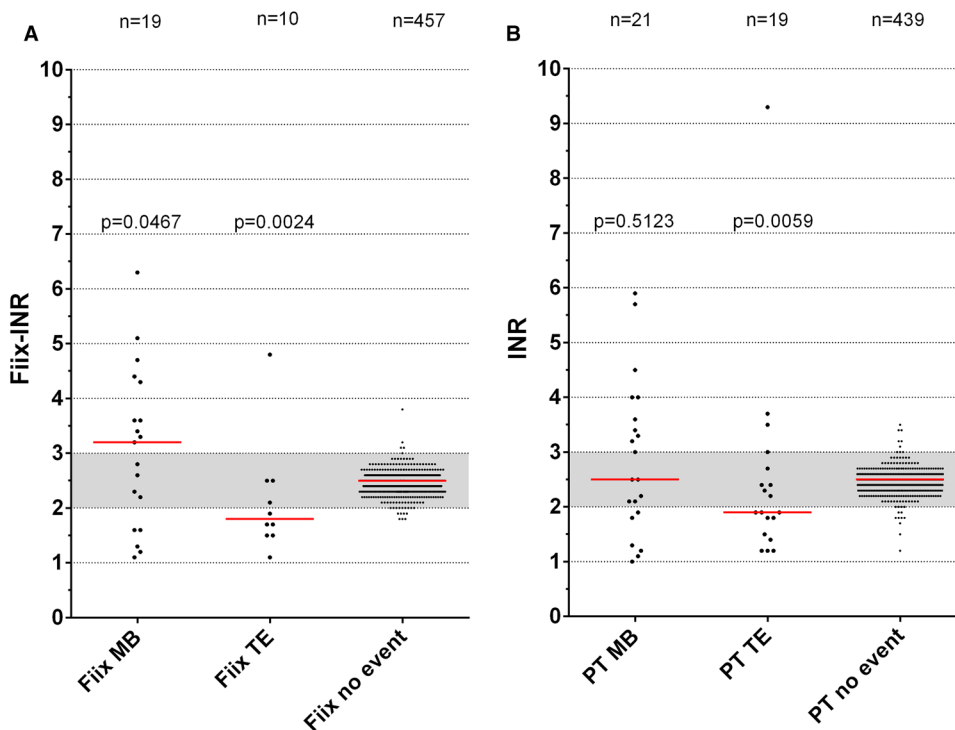 n=19 n=10 n=457
A
10
9
8
7
6
5
4
3
2
1
0
Fiix-INR
p=0.0467 p=0.0024
Fiix MB
Fiix TE
Fiix no event
n=21 n=19 n=439
B
10
9
8
7
6
5
4
3
2
1
0
INR
p=0.5123 p=0.0059
PT MB
PT TE
PT no event